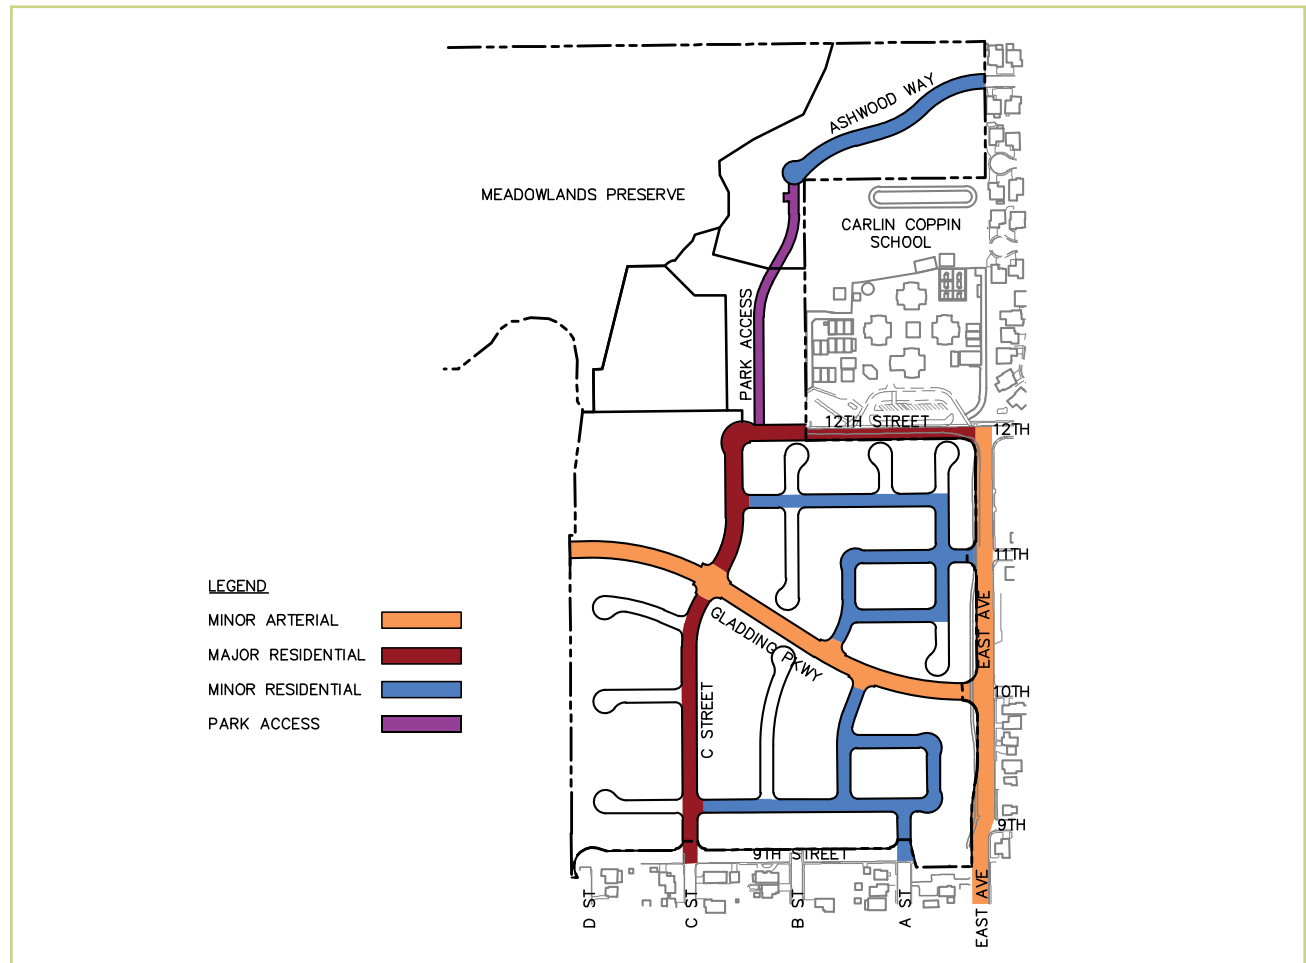 ASHWOOD WAY
MEADOWLANDS PRESERVE
CARLIN COPPIN
SCHOOL
PARK ACCESS
12TH STREET
12TH
11TH
LEGEND
MINOR ARTERIAL
MAJOR RESIDENTIAL
MINOR RESIDENTIAL
PARK ACCESS
GLADDING PKWY
EAST AVE
10TH
C STREET
9TH
9TH STREET
D ST
C ST
B ST
A ST
EAST AVE